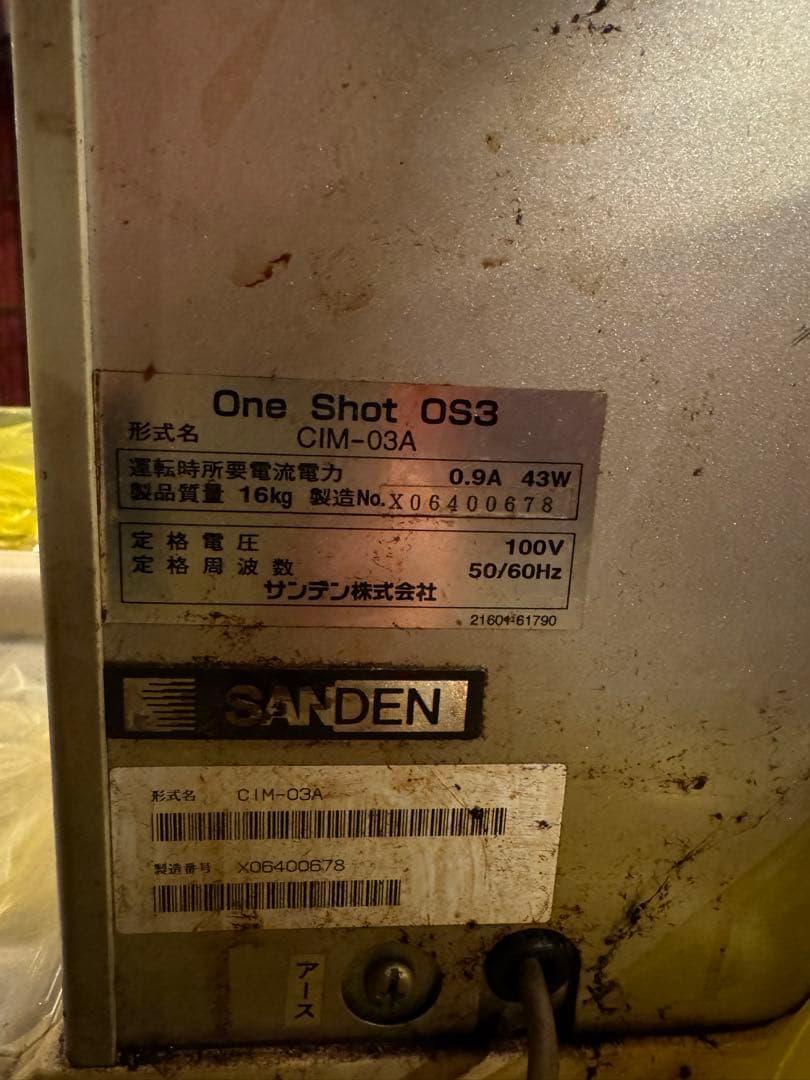 One Shot OS3
形式名 CIM-03A
運転時所要電流電力 0.9A 43W
製品質量 16kg 製造No. X06400678
定格電圧 100V
定格周波数 50/60Hz
サンデン株式会社
21604-61790
SANDEN
形式名 CIM-03A
製造番号 X06400678
アース